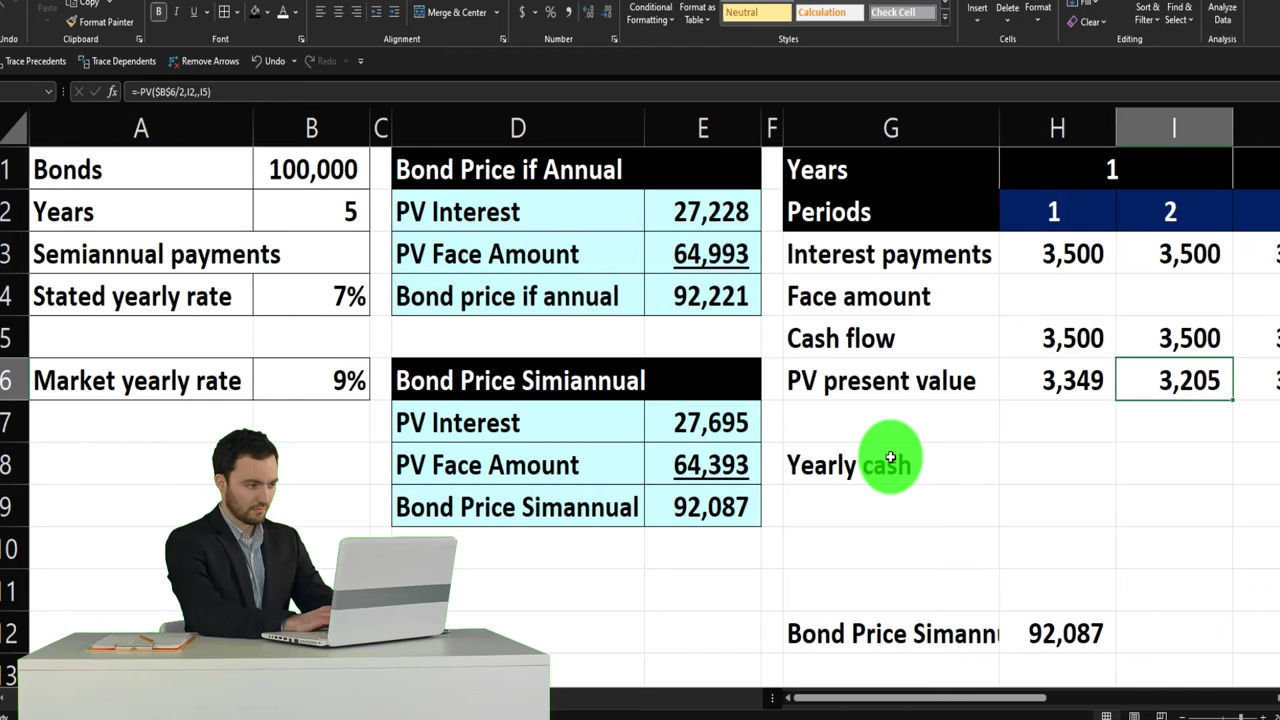 Copy
Format Painter
Merge & Center
Conditional Formatting
Format as Table
Neutral
Calculation
Check Cell
Insert
Delete
Format
Fill
Clear
Sort & Filter
Find & Select
Analyze Data
Undo
Clipboard
Font
Alignment
Number
Styles
Cells
Editing
Analysis
Trace Precedents
Trace Dependents
Remove Arrows
Undo
Redo
=-PV($B$6/2,I2,,I5)
A B C D E F G H I
1 Bonds 100,000 Bond Price if Annual Years 1
2 Years 5 PV Interest 27,228 Periods 1 2
3 Semiannual payments PV Face Amount 64,993 Interest payments 3,500 3,500
4 Stated yearly rate 7% Bond price if annual 92,221 Face amount
5 Cash flow 3,500 3,500
6 Market yearly rate 9% Bond Price Simiannual PV present value 3,349 3,205
7 PV Interest 27,695
8 PV Face Amount 64,393 Yearly cash
9 Bond Price Simannual 92,087
10
11
12 Bond Price Simannu 92,087
13